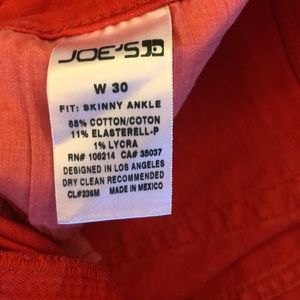 JOE'S
W 30
FIT: SKINNY ANKLE
88% COTTON/COTON
11% ELASTERELL-P
1% LYCRA
RN# 106214 CA# 35037
DESIGNED IN LOS ANGELES
DRY CLEAN RECOMMENDED
CL#236M MADE IN MEXICO